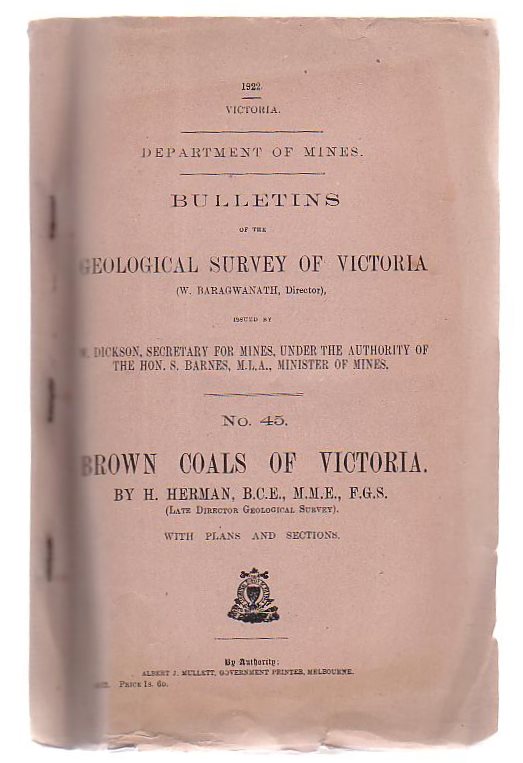 1922.
VICTORIA.
DEPARTMENT OF MINES.
BULLETINS
OF THE
GEOLOGICAL SURVEY OF VICTORIA
(W. BARAGWANATH, Director),
ISSUED BY
W. DICKSON, SECRETARY FOR MINES, UNDER THE AUTHORITY OF
THE HON. S. BARNES, M.L.A., MINISTER OF MINES.
No. 45.
BROWN COALS OF VICTORIA.
BY H. HERMAN, B.C.E., M.M.E., F.G.S.
(LATE DIRECTOR GEOLOGICAL SURVEY).
WITH PLANS AND SECTIONS.
By Authority:
ALBERT J. MULLETT, GOVERNMENT PRINTER, MELBOURNE.
PRICE 1s. 6D.